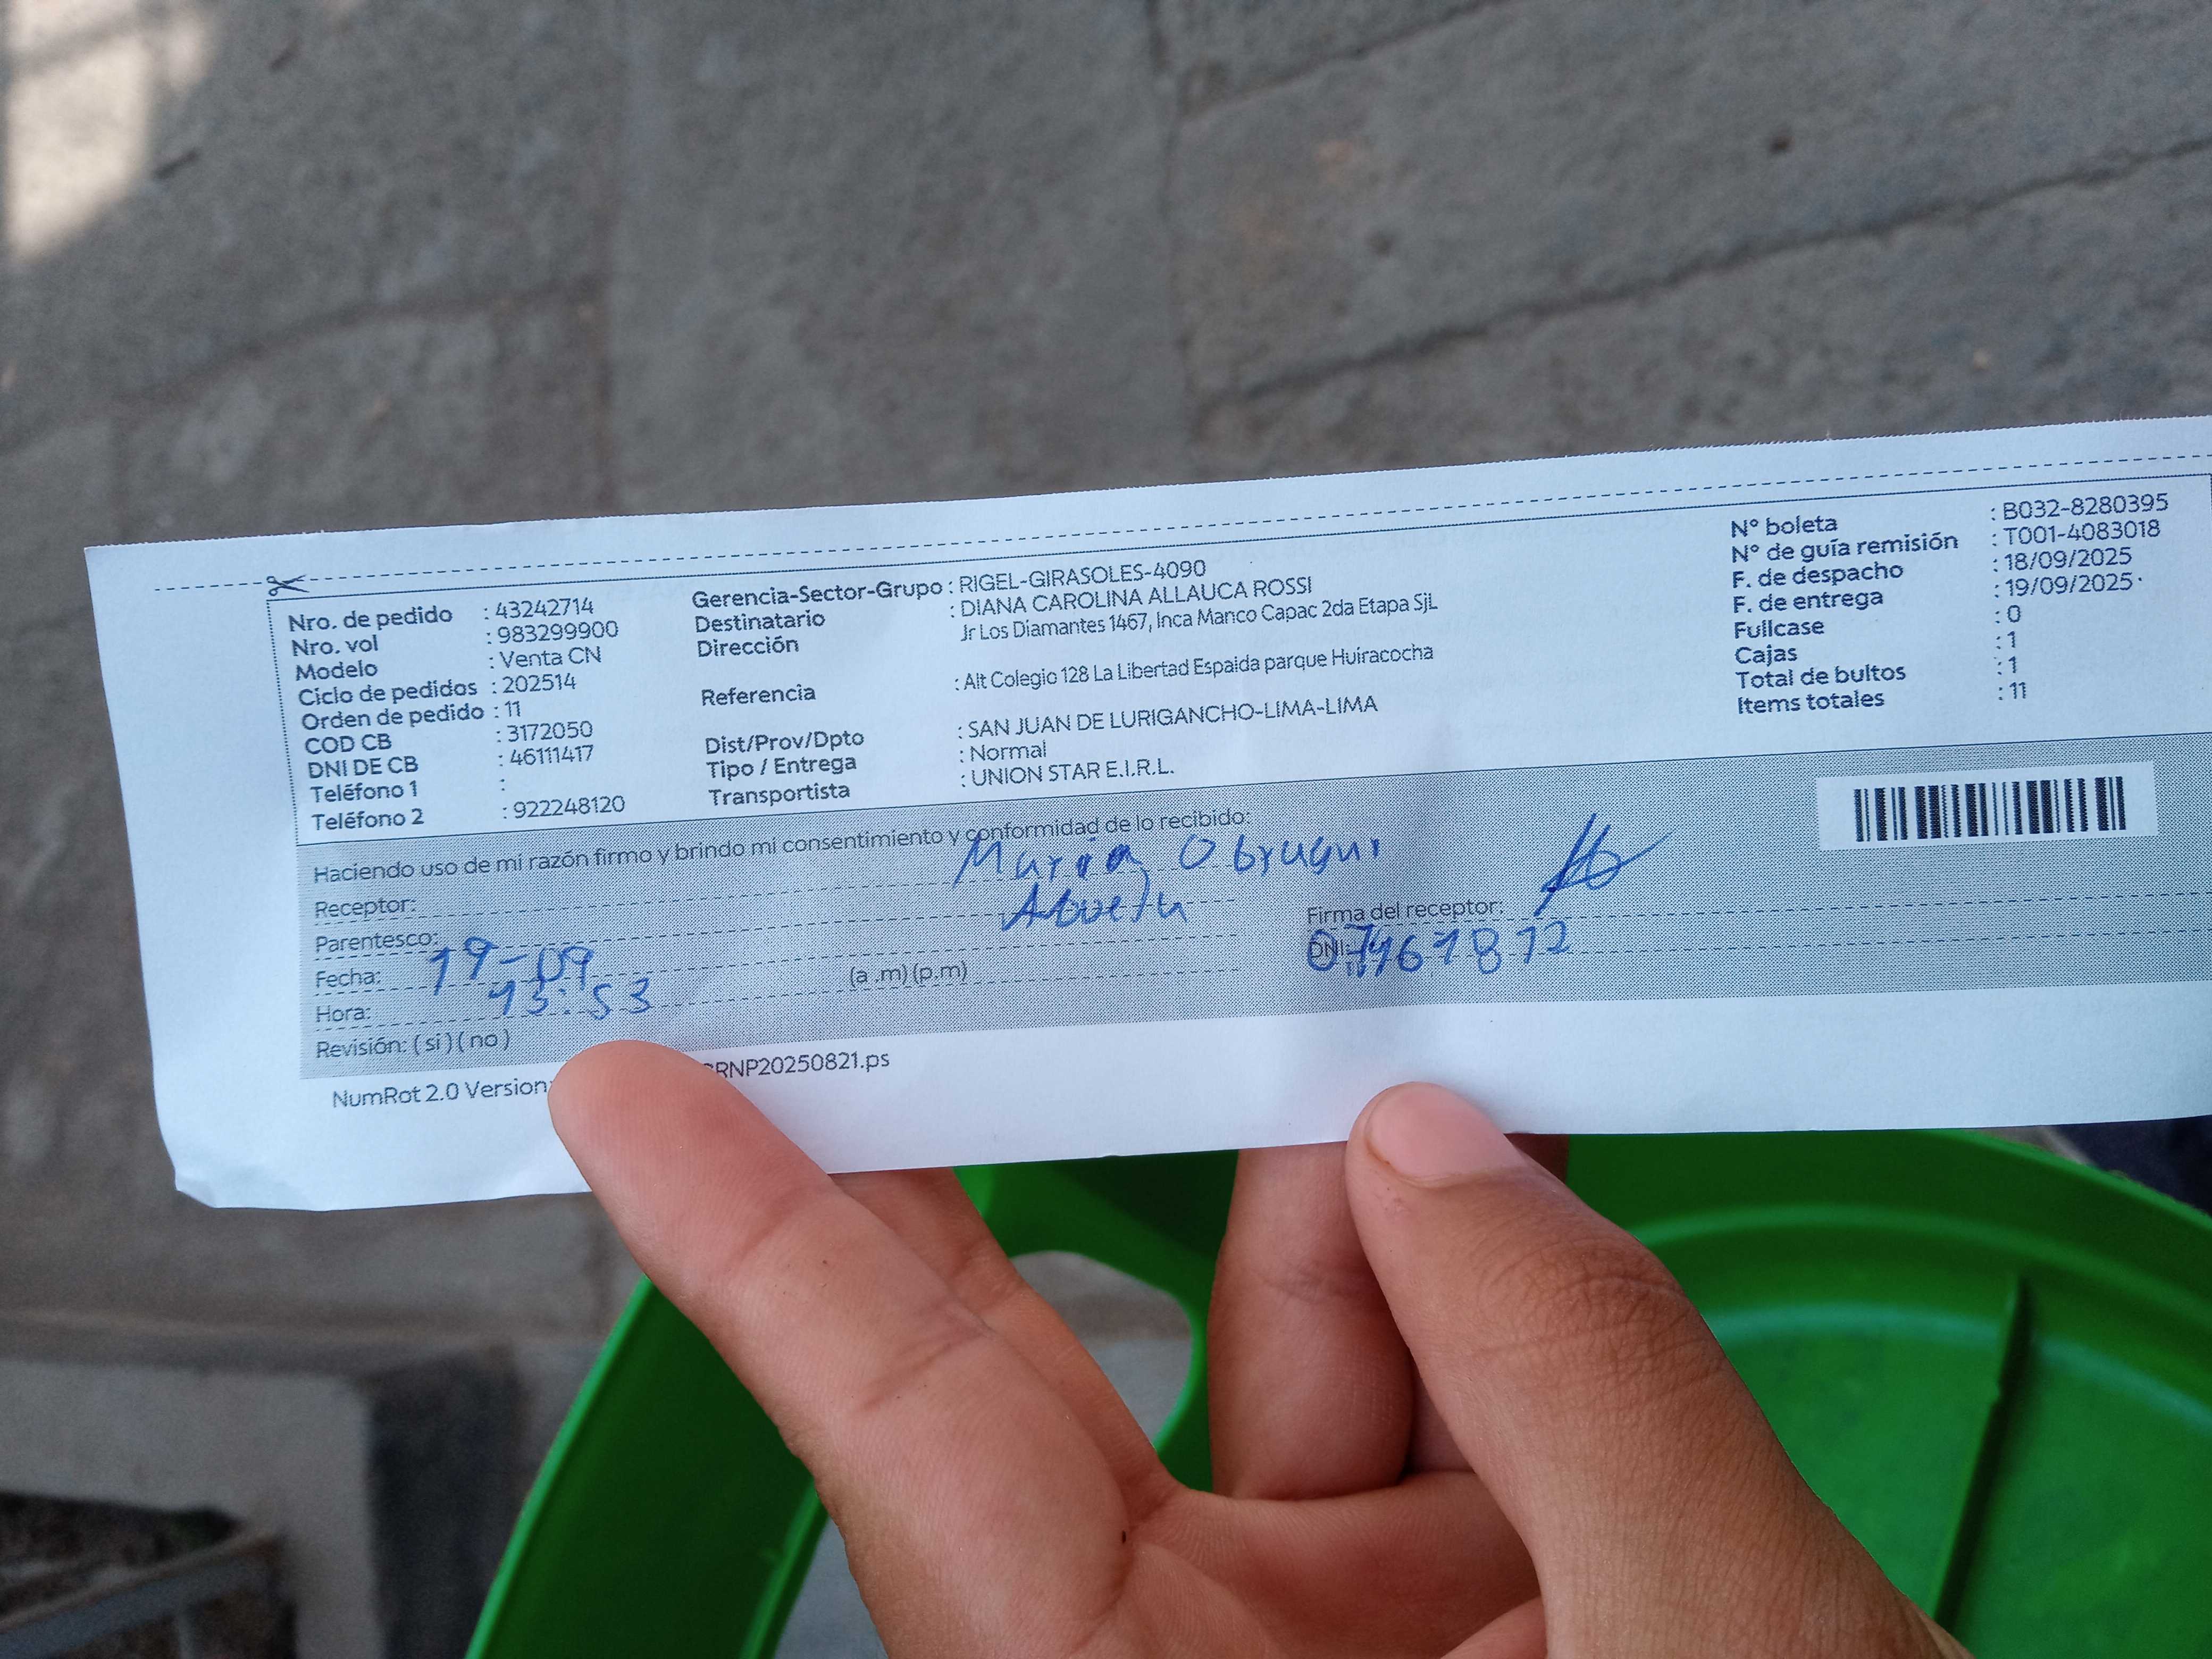 Nro. de pedido : 43242714
Nro. vol : 983299900
Modelo : Venta CN
Ciclo de pedidos : 202514
Orden de pedido : 11
COD CB : 3172050
DNI DE CB : 46111417
Teléfono 1 :
Teléfono 2 : 922248120
Gerencia-Sector-Grupo : RIGEL-GIRASOLES-4090
Destinatario : DIANA CAROLINA ALLAUCA ROSSI
Dirección Jr Los Diamantes 1467, Inca Manco Capac 2da Etapa SjL
Referencia : Alt Colegio 128 La Libertad Espaida parque Huiracocha
Dist/Prov/Dpto : SAN JUAN DE LURIGANCHO-LIMA-LIMA
Tipo / Entrega : Normal
Transportista : UNION STAR E.I.R.L.
N° boleta : B032-8280395
N° de guía remisión : T001-4083018
F. de despacho : 18/09/2025
F. de entrega : 19/09/2025
Fullcase : 0
Cajas : 1
Total de bultos : 1
Items totales : 11
Haciendo uso de mi razón firmo y brindo mi consentimiento y conformidad de lo recibido:
Receptor: Maria
Parentesco: Abuela
Firma del receptor:
Fecha: 19-09
DNI:
Hora: 13:53 (a .m) (p.m)
Revisión: ( si ) ( no )
NumRot 2.0 Version: RNP20250821.ps